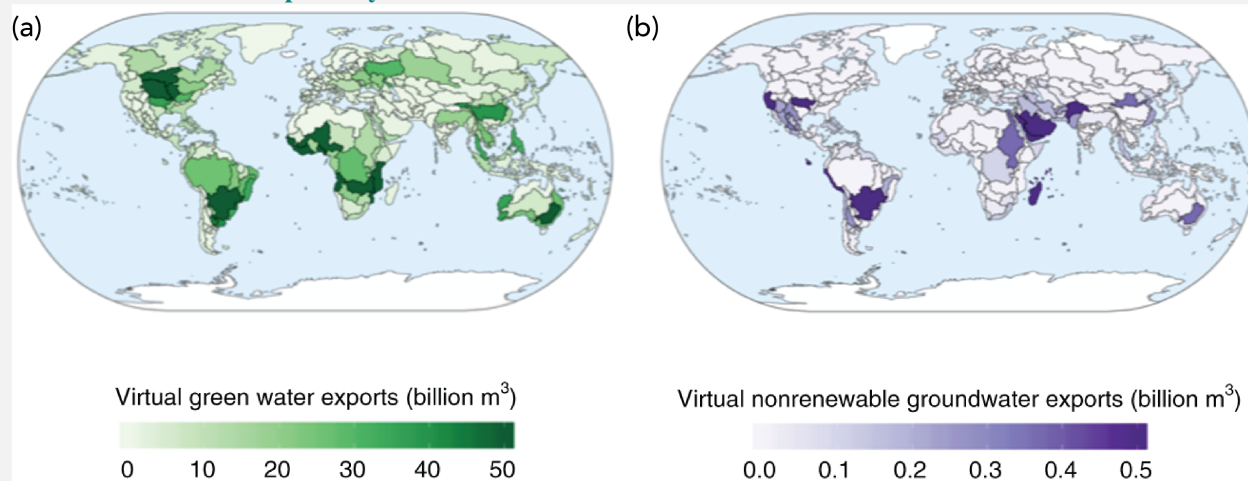 (a)
(b)
Virtual green water exports (billion m³)
0 10 20 30 40 50
Virtual nonrenewable groundwater exports (billion m³)
0.0 0.1 0.2 0.3 0.4 0.5